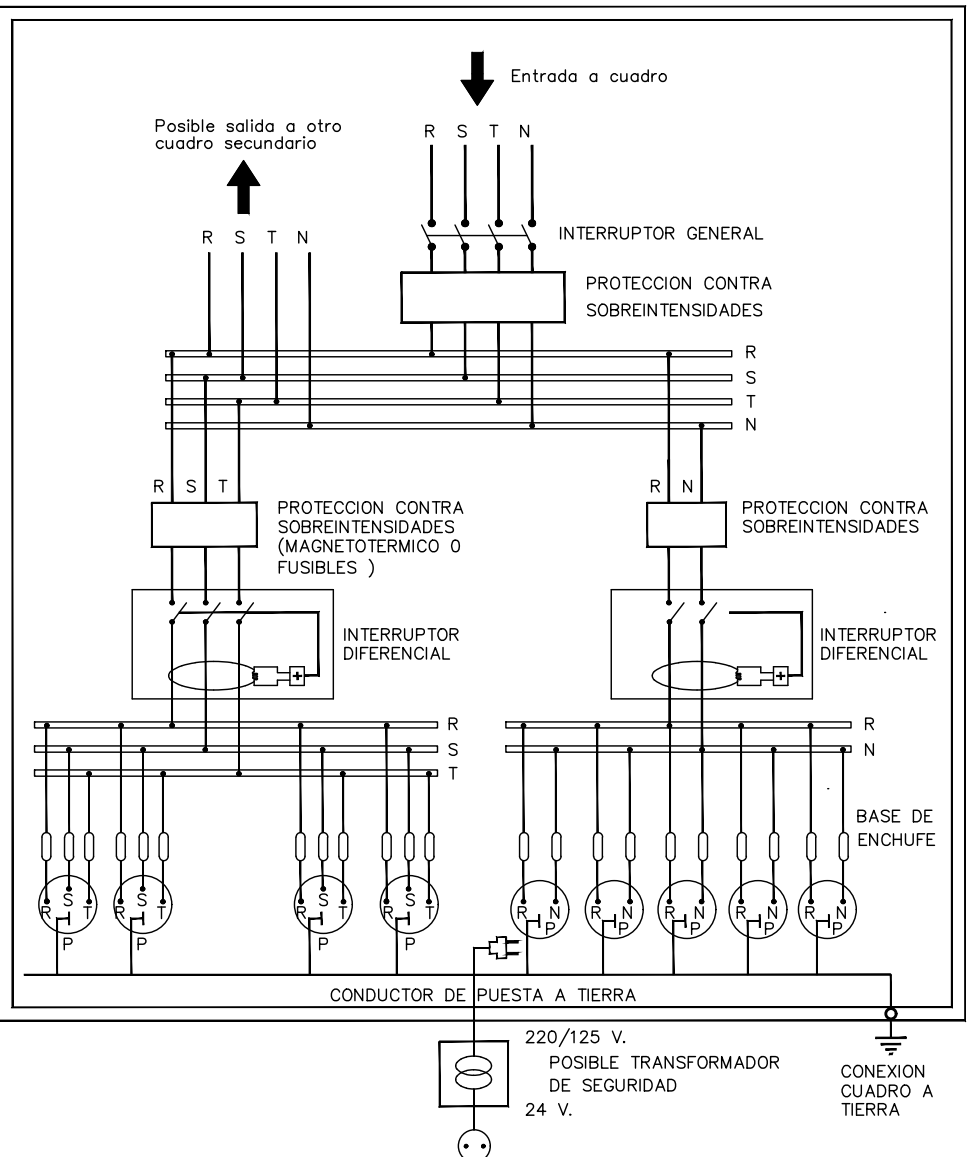 Entrada a cuadro
Posible salida a otro
cuadro secundario
R S T N
R S T N
INTERRUPTOR GENERAL
PROTECCION CONTRA
SOBREINTENSIDADES
R
S
T
N
R S T
R N
PROTECCION CONTRA
SOBREINTENSIDADES
(MAGNETOTERMICO O
FUSIBLES )
PROTECCION CONTRA
SOBREINTENSIDADES
INTERRUPTOR
DIFERENCIAL
INTERRUPTOR
DIFERENCIAL
R
S
T
R
N
BASE DE
ENCHUFE
R S T
R S T
R S T
R S T
R N
R N
R N
R N
R N
P
P
P
P
P
P
P
P
P
CONDUCTOR DE PUESTA A TIERRA
220/125 V.
POSIBLE TRANSFORMADOR
DE SEGURIDAD
24 V.
CONEXION
CUADRO A
TIERRA